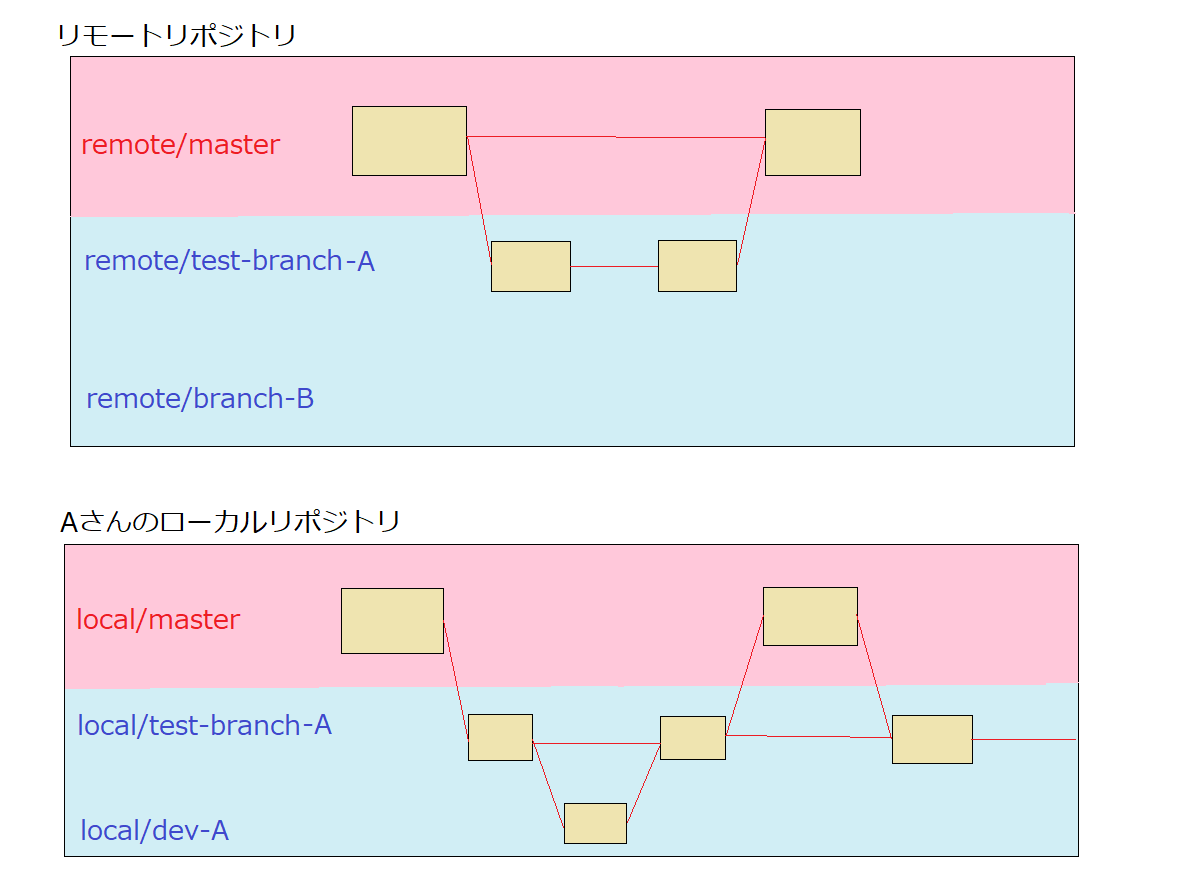 リモートリポジトリ
remote/master
remote/test-branch-A
remote/branch-B
Aさんのローカルリポジトリ
local/master
local/test-branch-A
local/dev-A